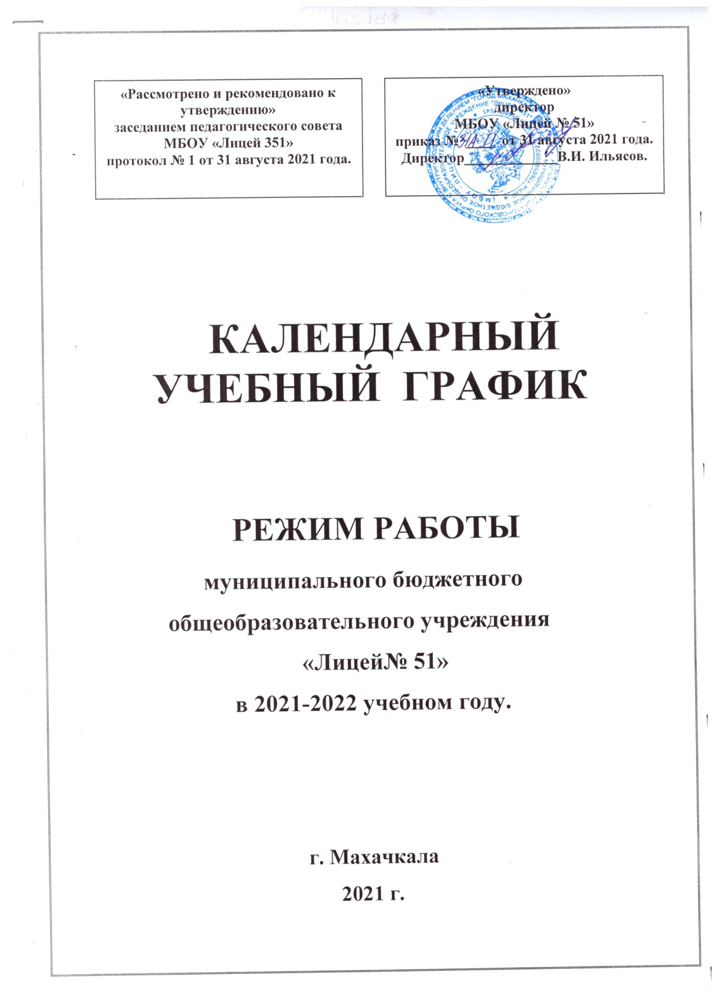 «Рассмотрено и рекомендовано к
утверждению»
заседанием педагогического совета
МБОУ «Лицей 351»
протокол № 1 от 31 августа 2021 года.
«Утверждено»
директор
МБОУ «Лицей № 51»
приказ № от 31 августа 2021 года.
Директор____________В.И. Ильясов.
КАЛЕНДАРНЫЙ
УЧЕБНЫЙ ГРАФИК
РЕЖИМ РАБОТЫ
муниципального бюджетного
общеобразовательного учреждения
«Лицей№ 51»
в 2021-2022 учебном году.
г. Махачкала
2021 г.